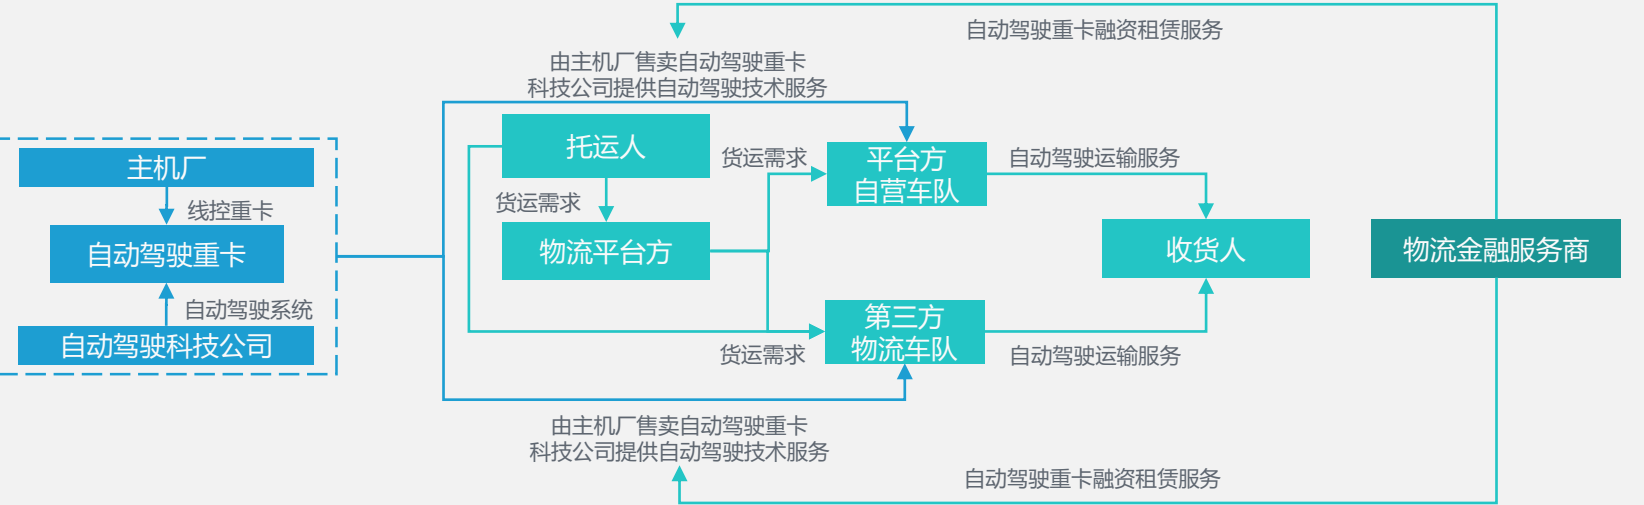 自动驾驶重卡融资租赁服务
由主机厂售卖自动驾驶重卡
科技公司提供自动驾驶技术服务
主机厂
线控重卡
自动驾驶重卡
自动驾驶系统
自动驾驶科技公司
托运人
货运需求
物流平台方
货运需求
平台方
自营车队
自动驾驶运输服务
收货人
物流金融服务商
第三方
物流车队
货运需求
自动驾驶运输服务
由主机厂售卖自动驾驶重卡
科技公司提供自动驾驶技术服务
自动驾驶重卡融资租赁服务